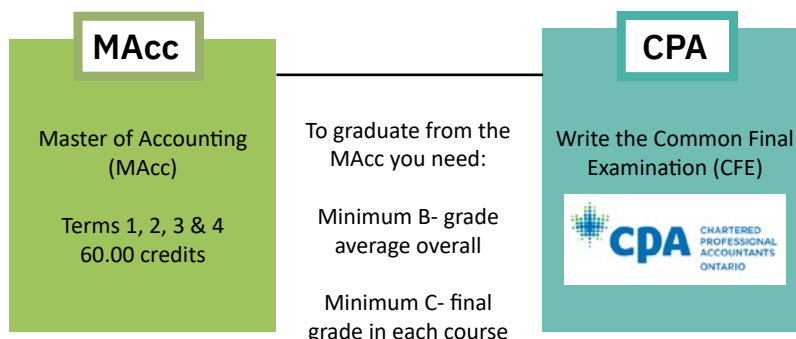 MAcc
Master of Accounting
(MAcc)
Terms 1, 2, 3 & 4
60.00 credits
To graduate from the
MAcc you need:
Minimum B- grade
average overall
Minimum C- final
grade in each course
CPA
Write the Common Final
Examination (CFE)
CPA
CHARTERED
PROFESSIONAL
ACCOUNTANTS
ONTARIO